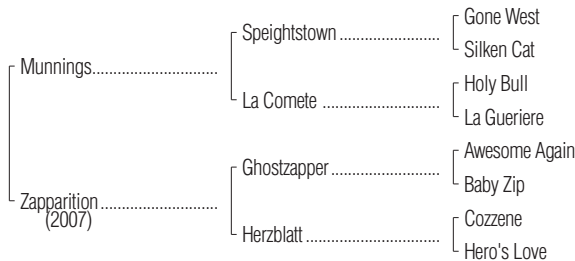 Gone West
Speightstown
Silken Cat
Munnings
Holy Bull
La Comete
La Gueriere
Awesome Again
Ghostzapper
Baby Zip
Zapparition
(2007)
Cozzene
Herzblatt
Hero's Love